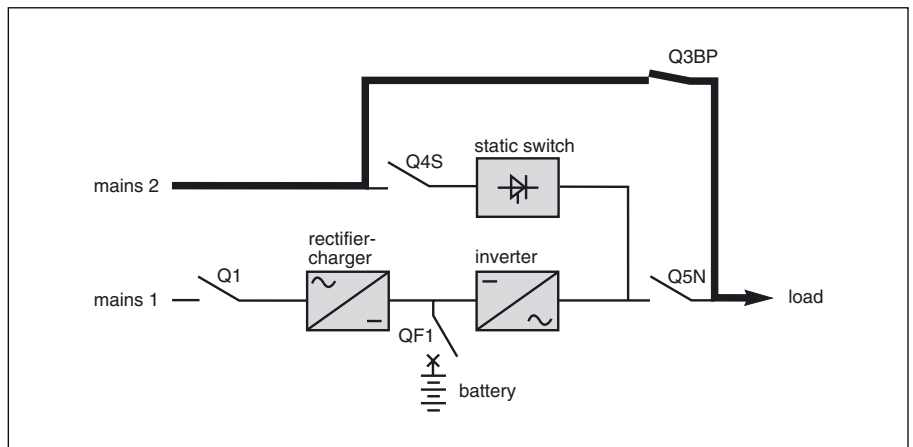 Q3BP
static switch
Q4S
mains 2
rectifier-
charger
inverter
Q1
Q5N
mains 1
load
QF1
battery